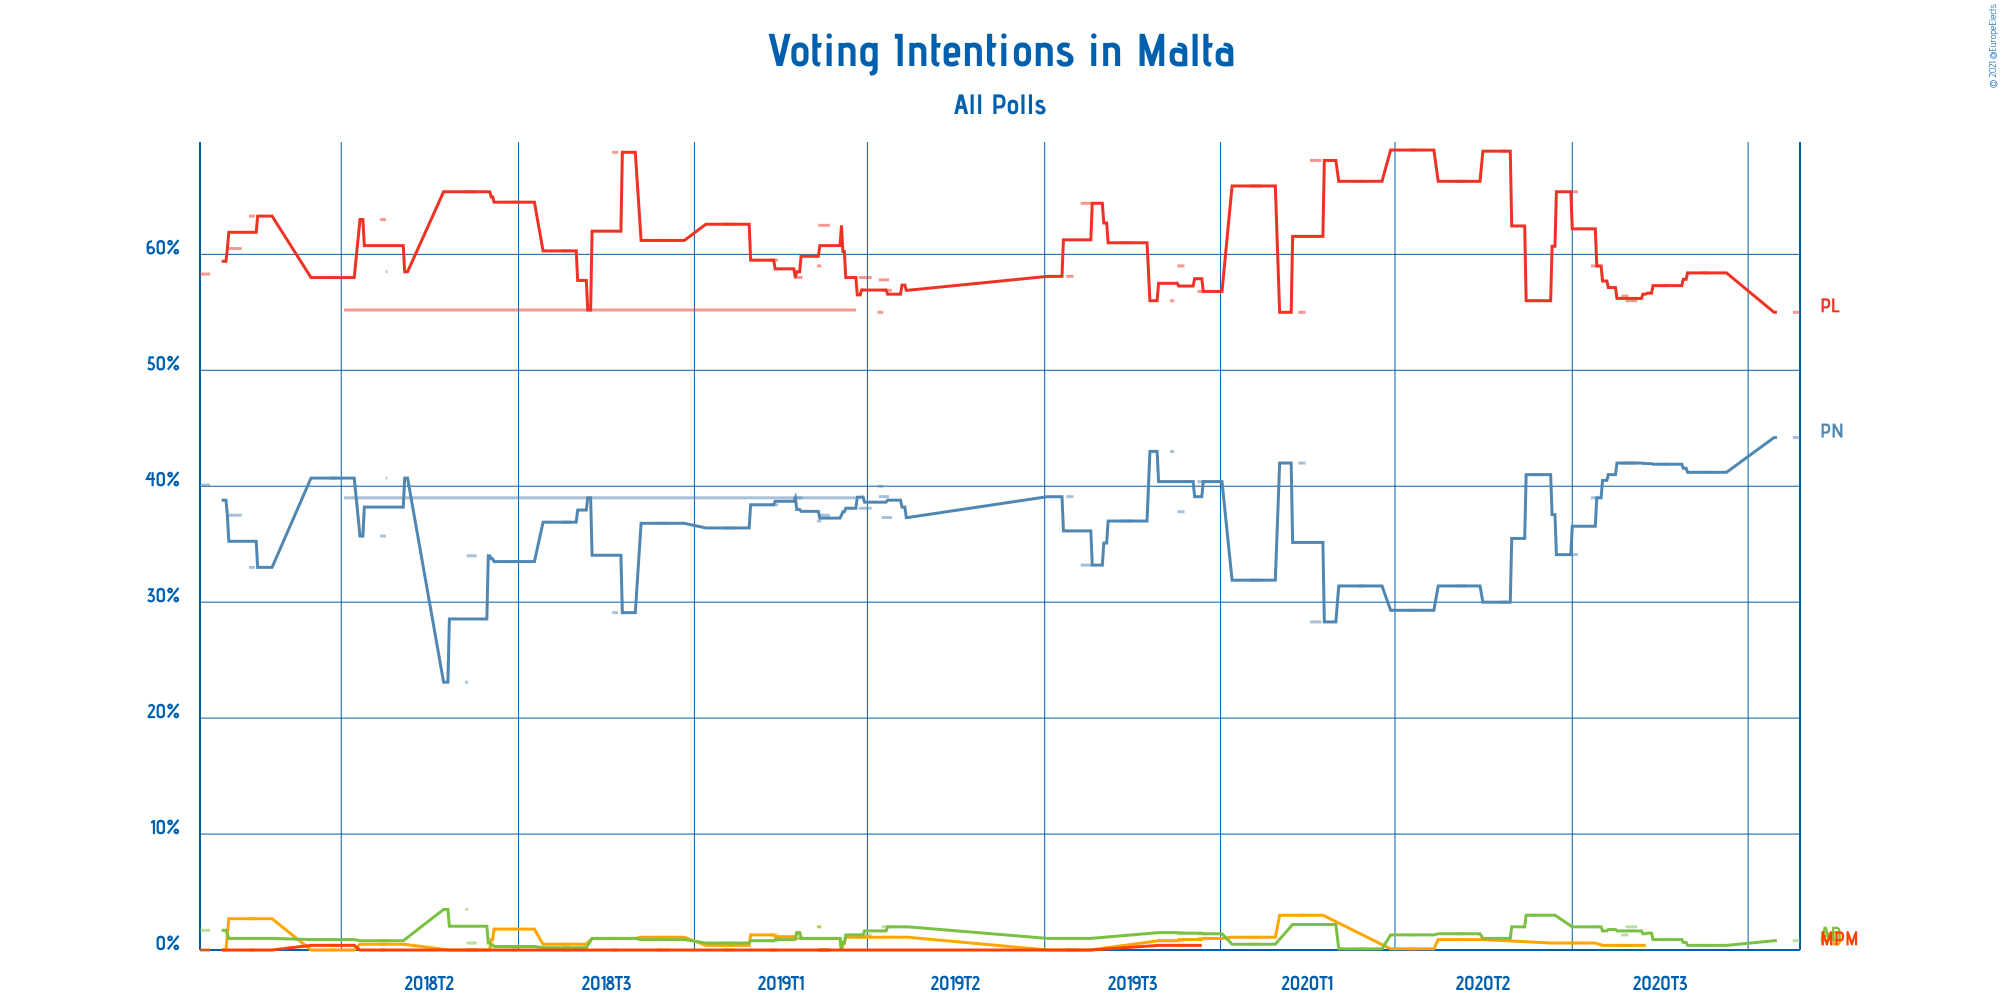 Voting Intentions in Malta
All Polls
© 2021 @EuropeElects
60%
50%
40%
30%
20%
10%
0%
PL
PN
MPM
2018T2
2018T3
2019T1
2019T2
2019T3
2020T1
2020T2
2020T3